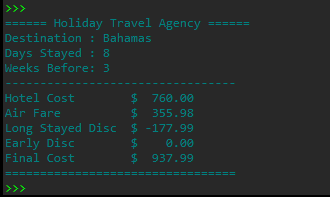 >>>
====== Holiday Travel Agency ======
Destination : Bahamas
Days Stayed : 8
Weeks Before: 3
---------------------------------
Hotel Cost        $  760.00
Air Fare          $  355.98
Long Stayed Disc  $ -177.99
Early Disc        $    0.00
Final Cost        $  937.99
=================================
>>>